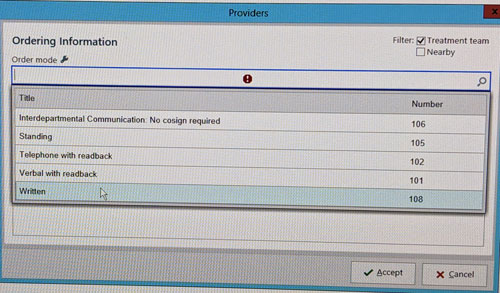 Providers
Ordering Information
Filter: Treatment team
Nearby
Order mode
Title Number
Interdepartmental Communication: No cosign required 106
Standing 105
Telephone with readback 102
Verbal with readback 101
Written 108
Accept Cancel